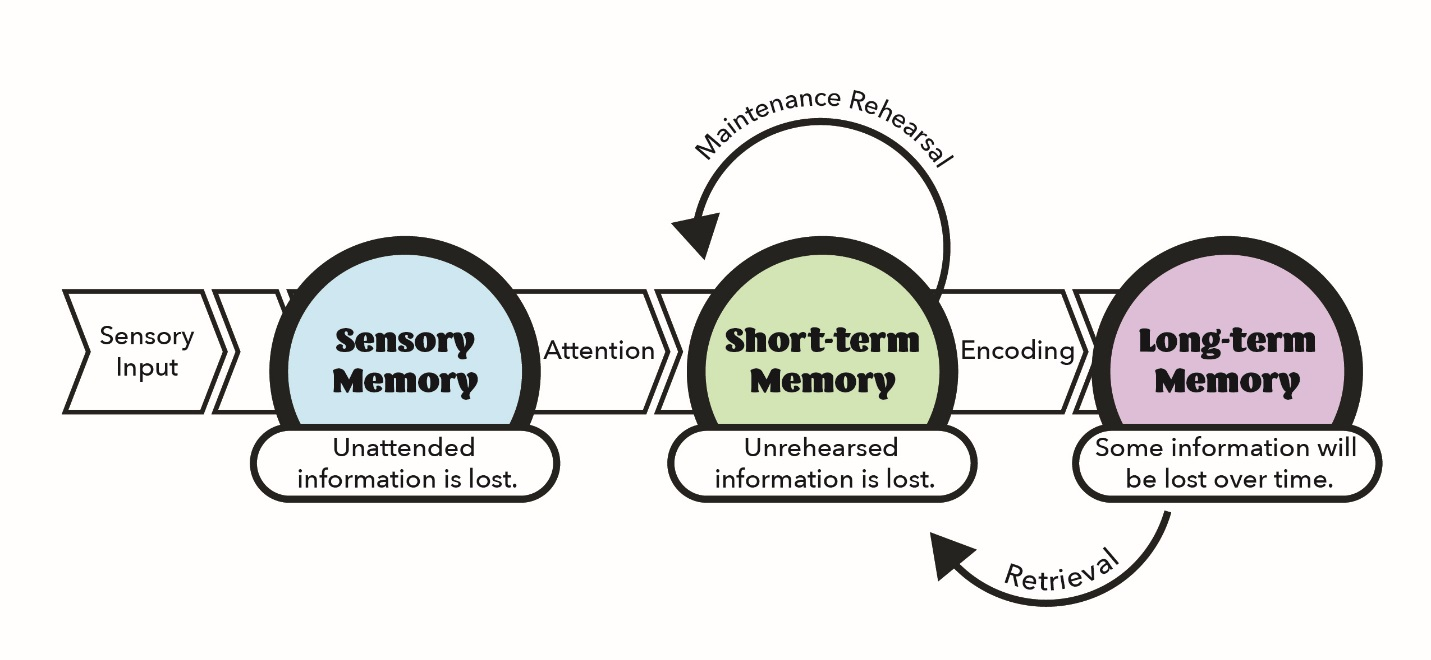 Maintenance Rehearsal
Sensory
Input
Sensory
Memory
Attention
Short-term
Memory
Encoding
Long-term
Memory
Unattended
information is lost.
Unrehearsed
information is lost.
Some information will
be lost over time.
Retrieval